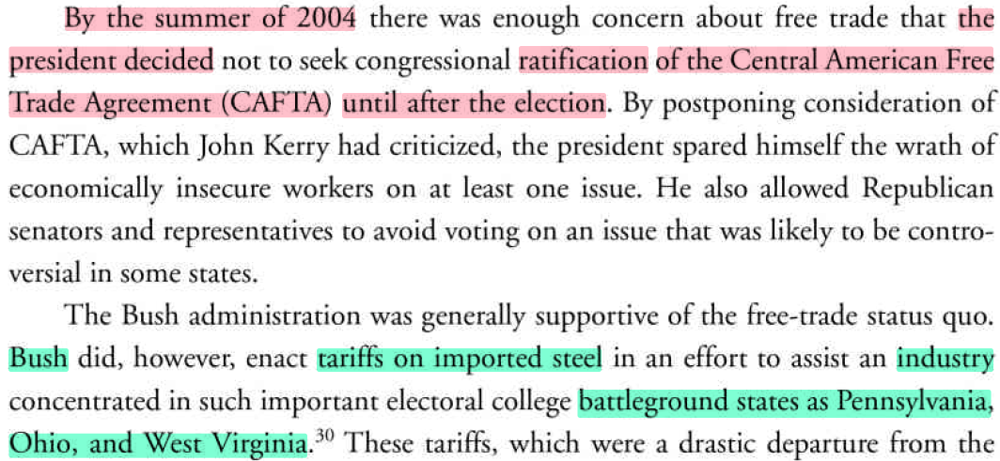 By the summer of 2004 there was enough concern about free trade that the
president decided not to seek congressional ratification of the Central American Free
Trade Agreement (CAFTA) until after the election. By postponing consideration of
CAFTA, which John Kerry had criticized, the president spared himself the wrath of
economically insecure workers on at least one issue. He also allowed Republican
senators and representatives to avoid voting on an issue that was likely to be contro-
versial in some states.
The Bush administration was generally supportive of the free-trade status quo.
Bush did, however, enact tariffs on imported steel in an effort to assist an industry
concentrated in such important electoral college battleground states as Pennsylvania,
Ohio, and West Virginia.30 These tariffs, which were a drastic departure from the